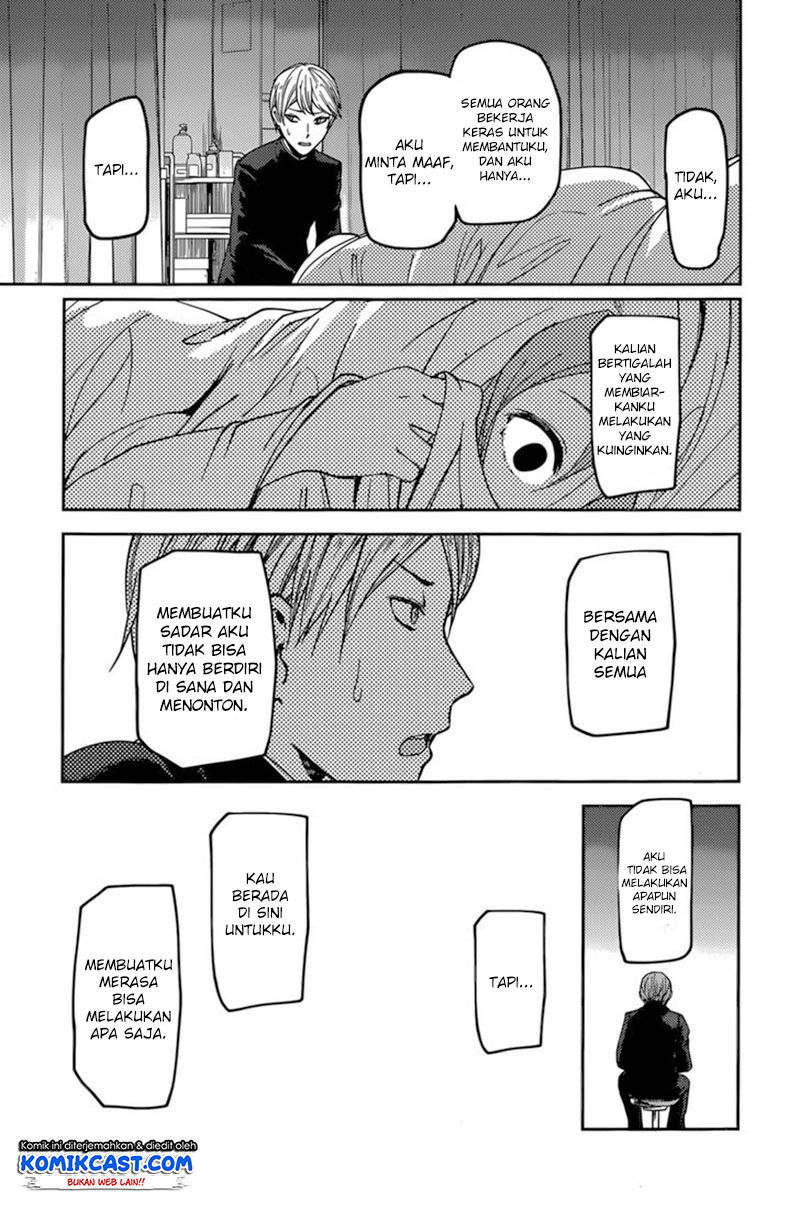 TIDAK,
AKU...
SEMUA ORANG
BEKERJA
KERAS UNTUK
MEMBANTUKU,
DAN AKU
HANYA...
AKU
MINTA MAAF,
TAPI...
TAPI...
KALIAN
BERTIGALAH
YANG
MEMBIAR-
KANKU
MELAKUKAN
YANG
KUINGINKAN.
BERSAMA
DENGAN
KALIAN
SEMUA
MEMBUATKU
SADAR AKU
TIDAK BISA
HANYA BERDIRI
DI SANA DAN
MENONTON.
AKU
TIDAK BISA
MELAKUKAN
APAPUN
SENDIRI.
TAPI...
KAU
BERADA
DI SINI
UNTUKKU.
MEMBUATKU
MERASA
BISA
MELAKUKAN
APA SAJA.
Komik ini diterjemahkan & diedit oleh
KOMIKCAST.COM
BUKAN WEB LAIN!!